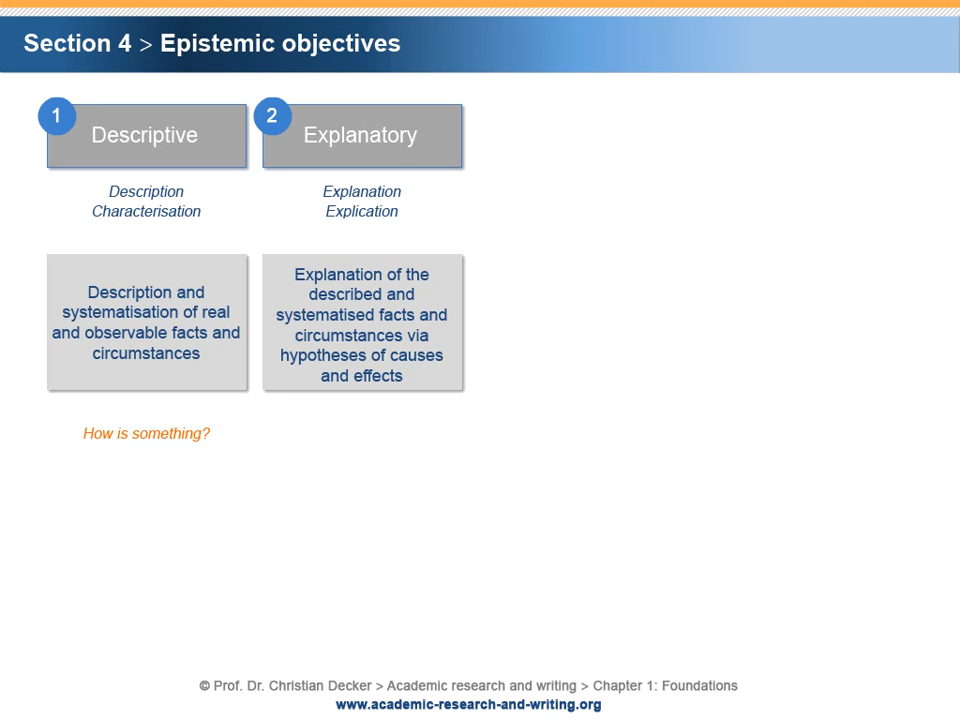 Section 4 > Epistemic objectives
1
Descriptive
2
Explanatory
Description
Characterisation
Explanation
Explication
Description and
systematisation of real
and observable facts and
circumstances
Explanation of the
described and
systematised facts and
circumstances via
hypotheses of causes
and effects
How is something?
© Prof. Dr. Christian Decker > Academic research and writing > Chapter 1: Foundations
www.academic-research-and-writing.org